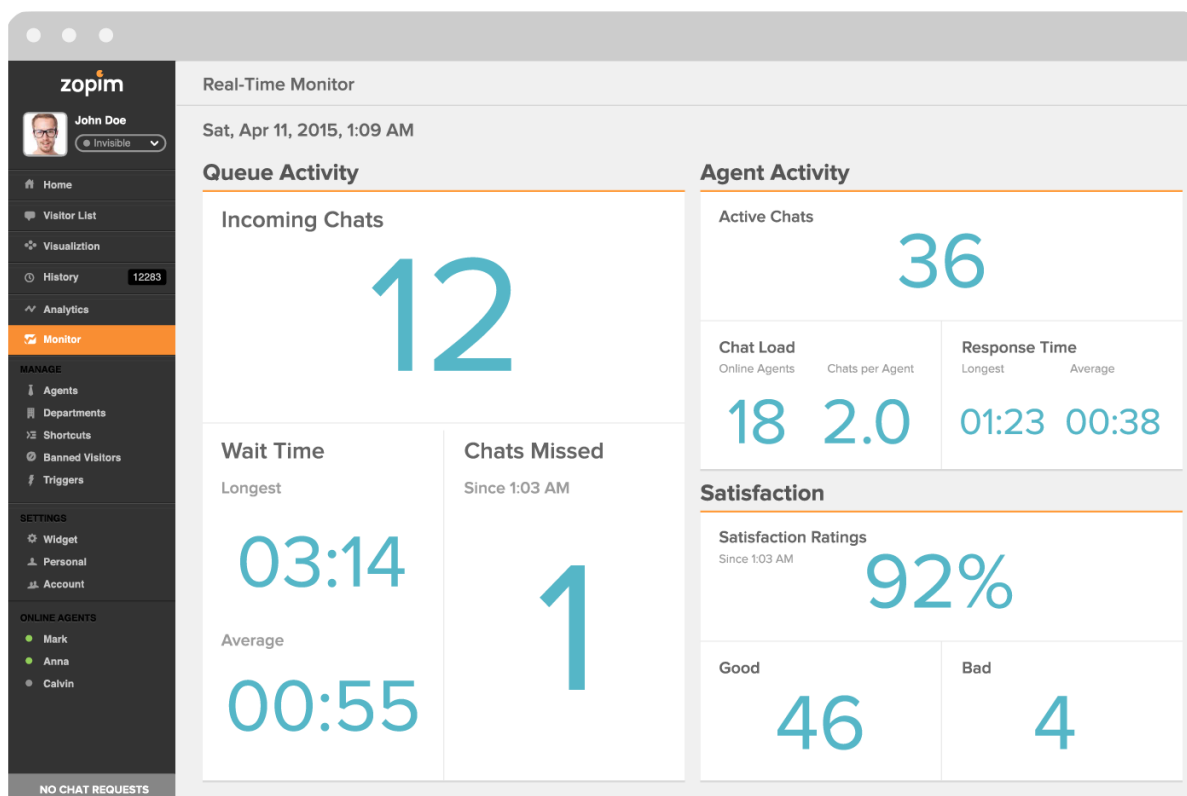 zopim
John Doe
Invisible
Home
Visitor List
Visualiztion
History 12283
Analytics
Monitor
MANAGE
Agents
Departments
Shortcuts
Banned Visitors
Triggers
SETTINGS
Widget
Personal
Account
ONLINE AGENTS
Mark
Anna
Calvin
NO CHAT REQUESTS
Real-Time Monitor
Sat, Apr 11, 2015, 1:09 AM
Queue Activity
Incoming Chats
12
Wait Time
Longest
03:14
Average
00:55
Chats Missed
Since 1:03 AM
1
Agent Activity
Active Chats
36
Chat Load
Online Agents Chats per Agent
18 2.0
Response Time
Longest Average
01:23 00:38
Satisfaction
Satisfaction Ratings
Since 1:03 AM
92%
Good
46
Bad
4